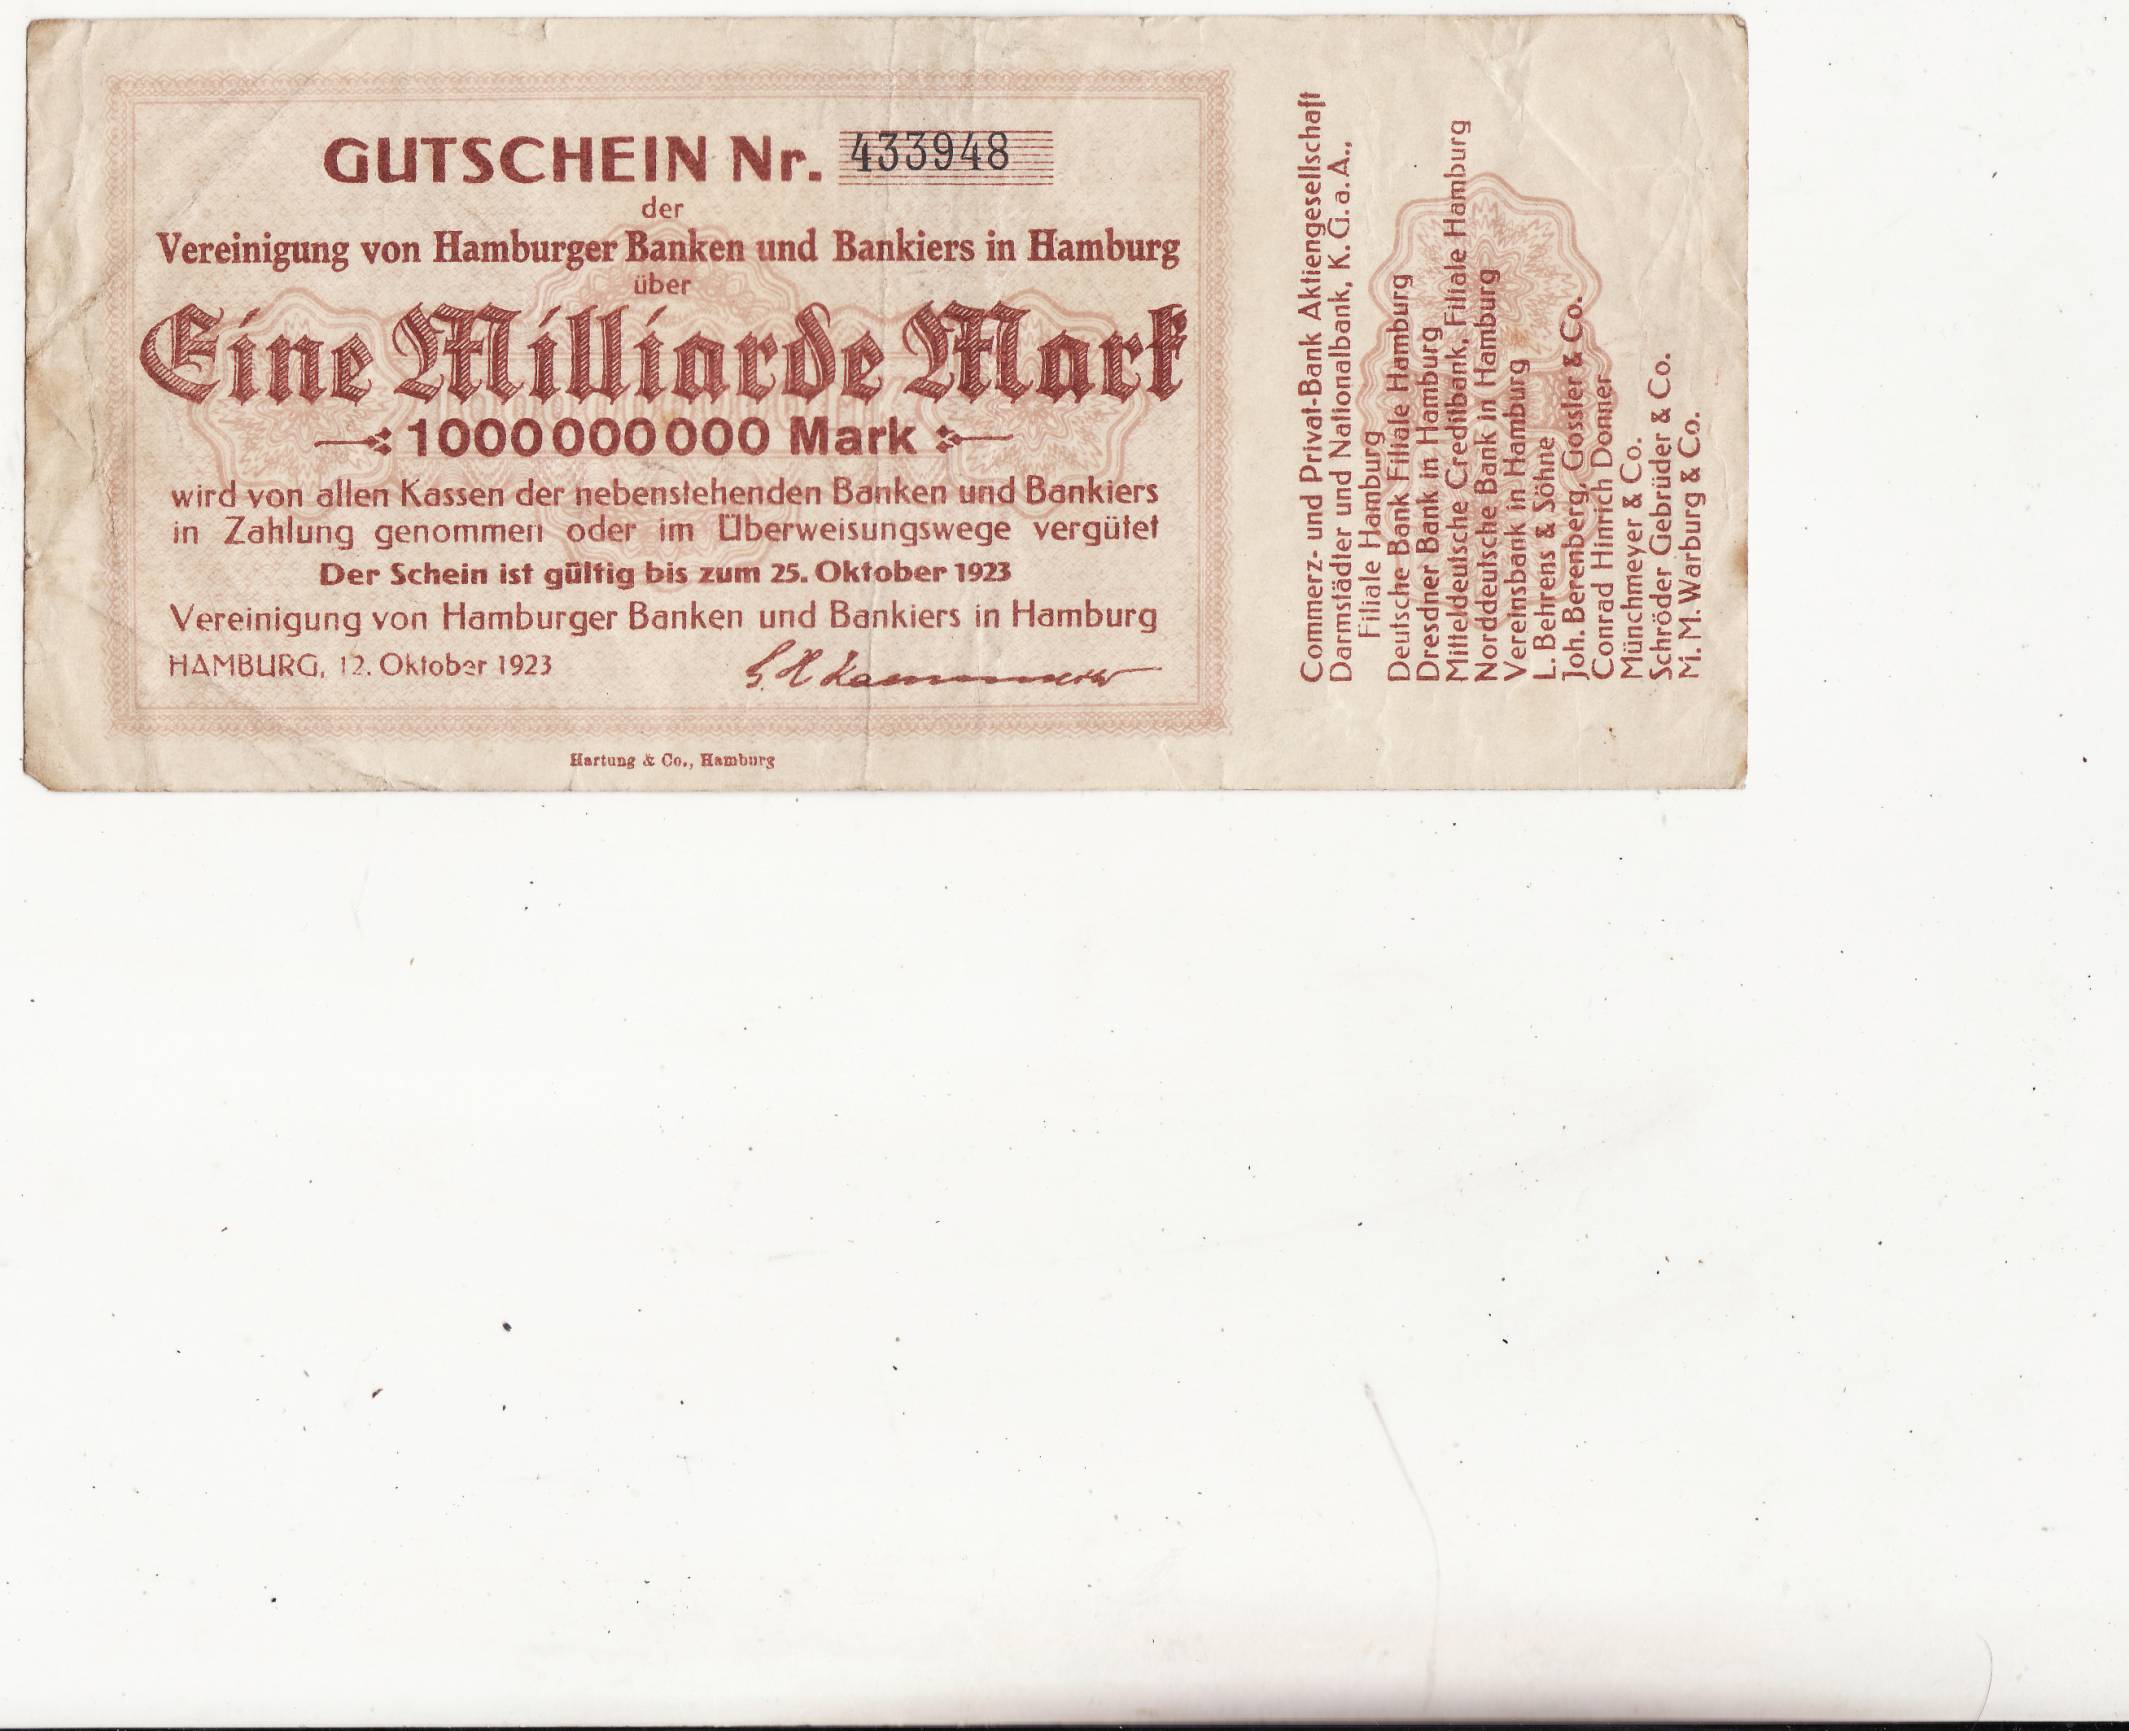 GUTSCHEIN Nr. 433948
der
Vereinigung von Hamburger Banken und Bankiers in Hamburg
über
Eine Milliarde Mark
1000000000 Mark
wird von allen Kassen der nebenstehenden Banken und Bankiers
in Zahlung genommen oder im Überweisungswege vergütet
Der Schein ist gültig bis zum 25. Oktober 1923
Vereinigung von Hamburger Banken und Bankiers in Hamburg
HAMBURG, 12. Oktober 1923
Hartung & Co., Hamburg
Commerz- und Privat-Bank Aktiengesellschaft
Darmstädter und Nationalbank, K. G. a. A.,
Filiale Hamburg
Deutsche Bank Filiale Hamburg
Dresdner Bank in Hamburg
Mitteldeutsche Creditbank, Filiale Hamburg
Norddeutsche Bank in Hamburg
Vereinsbank in Hamburg
L. Behrens & Söhne
Joh. Berenberg, Gossler & Co.
Conrad Hinrich Donner
Münchmeyer & Co.
Schröder Gebrüder & Co.
M. M. Warburg & Co.